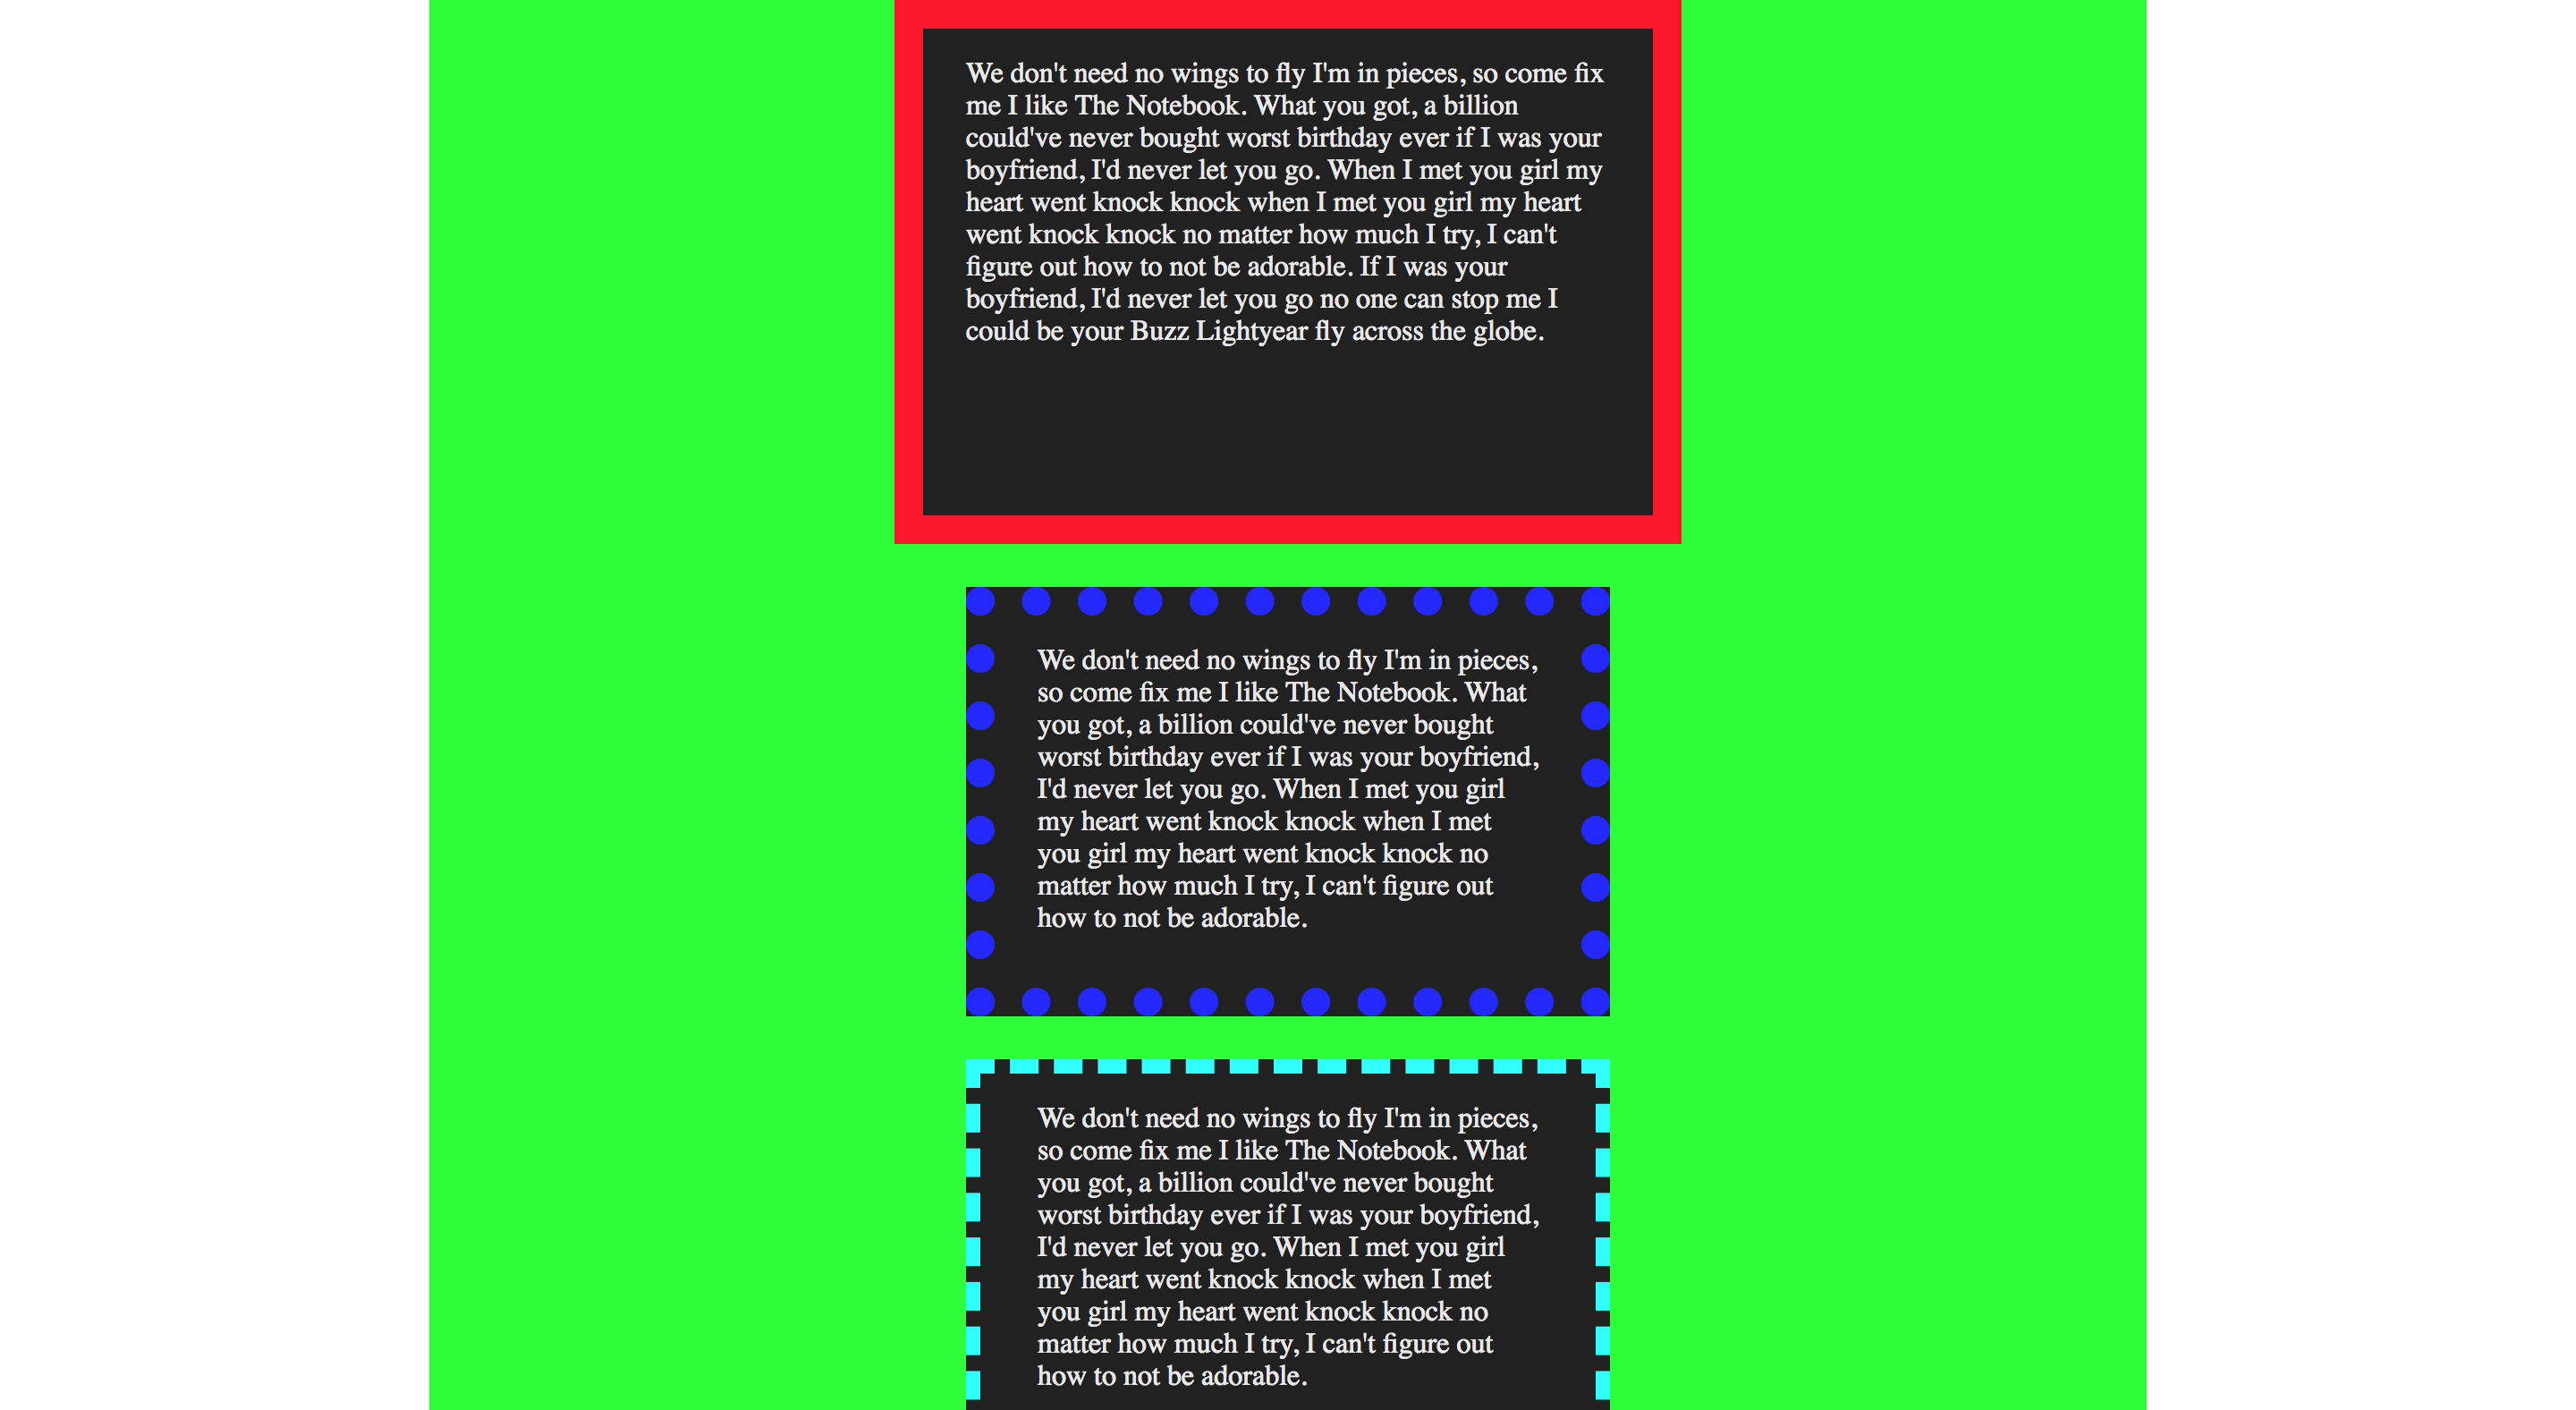 We don't need no wings to fly I'm in pieces, so come fix
me I like The Notebook. What you got, a billion
could've never bought worst birthday ever if I was your
boyfriend, I'd never let you go. When I met you girl my
heart went knock knock when I met you girl my heart
went knock knock no matter how much I try, I can't
figure out how to not be adorable. If I was your
boyfriend, I'd never let you go no one can stop me I
could be your Buzz Lightyear fly across the globe.
We don't need no wings to fly I'm in pieces,
so come fix me I like The Notebook. What
you got, a billion could've never bought
worst birthday ever if I was your boyfriend,
I'd never let you go. When I met you girl
my heart went knock knock when I met
you girl my heart went knock knock no
matter how much I try, I can't figure out
how to not be adorable.
We don't need no wings to fly I'm in pieces,
so come fix me I like The Notebook. What
you got, a billion could've never bought
worst birthday ever if I was your boyfriend,
I'd never let you go. When I met you girl
my heart went knock knock when I met
you girl my heart went knock knock no
matter how much I try, I can't figure out
how to not be adorable.